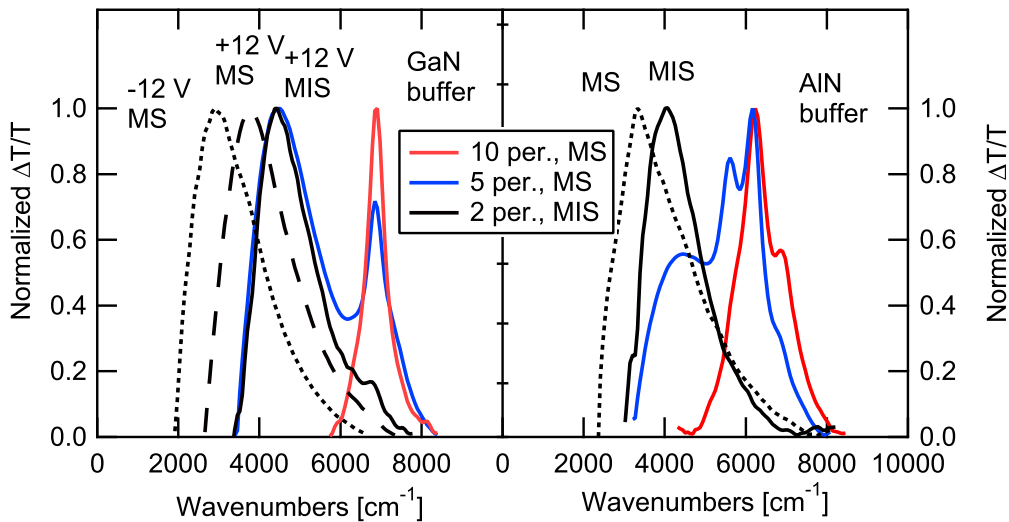 +12 V
MS
+12 V
MIS
-12 V
MS
GaN
buffer
MS
MIS
AlN
buffer
10 per., MS
5 per., MS
2 per., MIS
Normalized ΔT/T
1.0
0.8
0.6
0.4
0.2
0.0
0
2000
4000
6000
8000
Wavenumbers [cm⁻¹]
0
2000
4000
6000
8000
10000
Wavenumbers [cm⁻¹]
1.0
0.8
0.6
0.4
0.2
0.0
Normalized ΔT/T